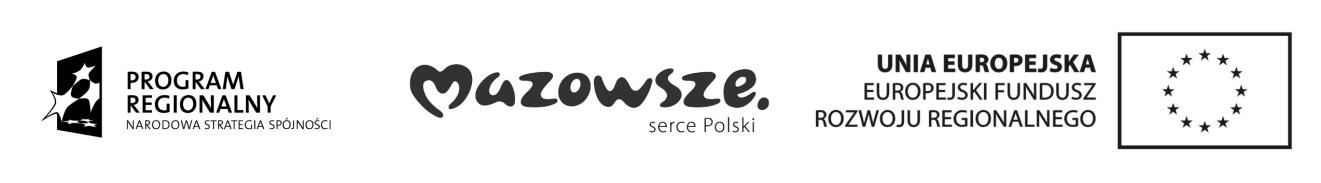 PROGRAM
REGIONALNY
NARODOWA STRATEGIA SPÓJNOŚCI
mazowsze.
serce Polski
UNIA EUROPEJSKA
EUROPEJSKI FUNDUSZ
ROZWOJU REGIONALNEGO